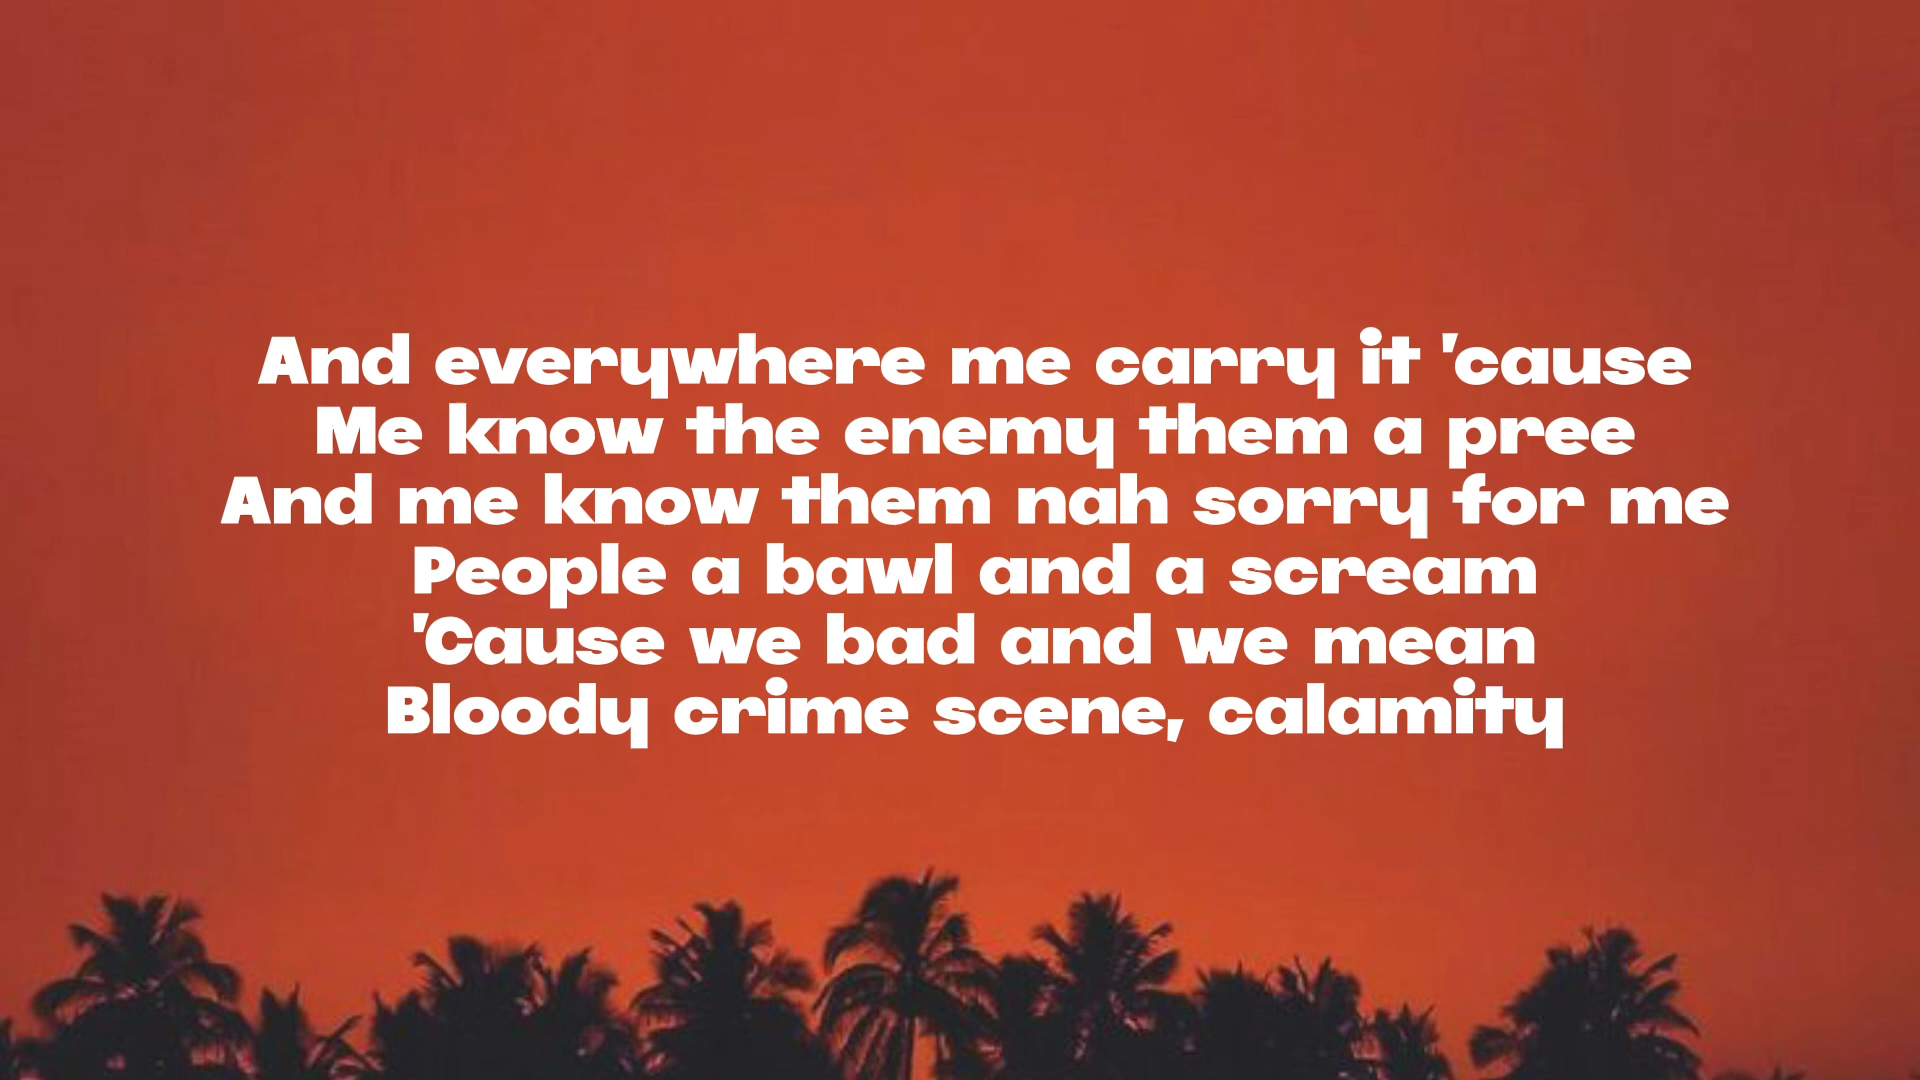 And everywhere me carry it 'cause
Me know the enemy them a pree
And me know them nah sorry for me
People a bawl and a scream
'Cause we bad and we mean
Bloody crime scene, calamity